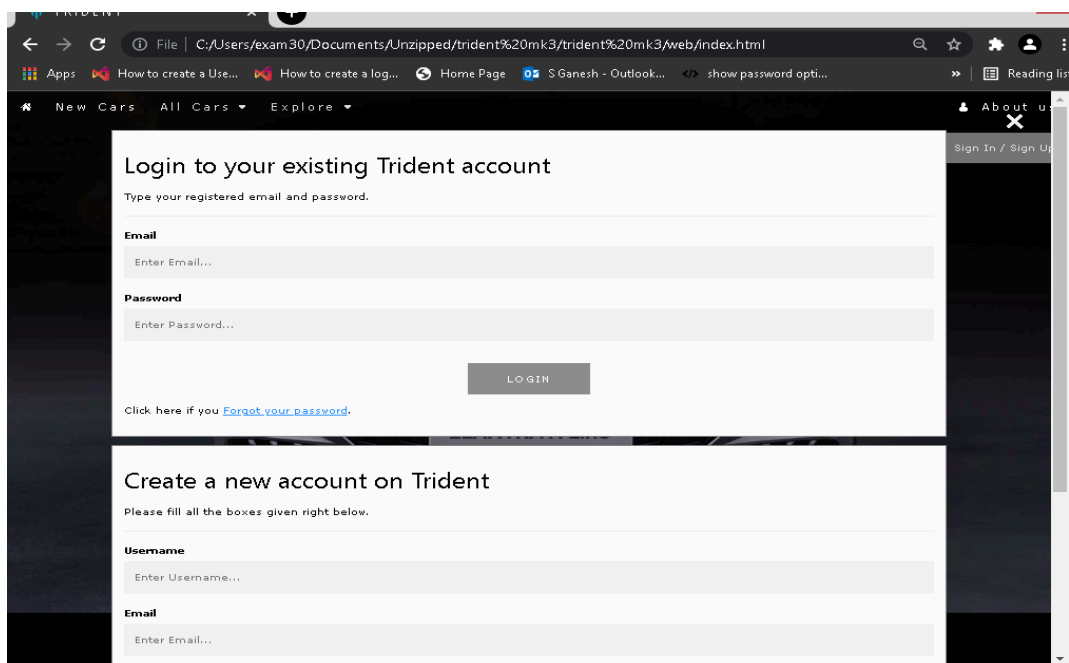 TRIDENT
File | C:/Users/exam30/Documents/Unzipped/trident%20mk3/trident%20mk3/web/index.html
Apps How to create a Use... How to create a log... Home Page S Ganesh - Outlook... show password opti... » Reading lis
New Cars All Cars Explore About us
Sign In / Sign Up
Login to your existing Trident account
Type your registered email and password.
Email
Enter Email...
Password
Enter Password...
LOGIN
Click here if you Forgot your password.
Create a new account on Trident
Please fill all the boxes given right below.
Username
Enter Username...
Email
Enter Email...